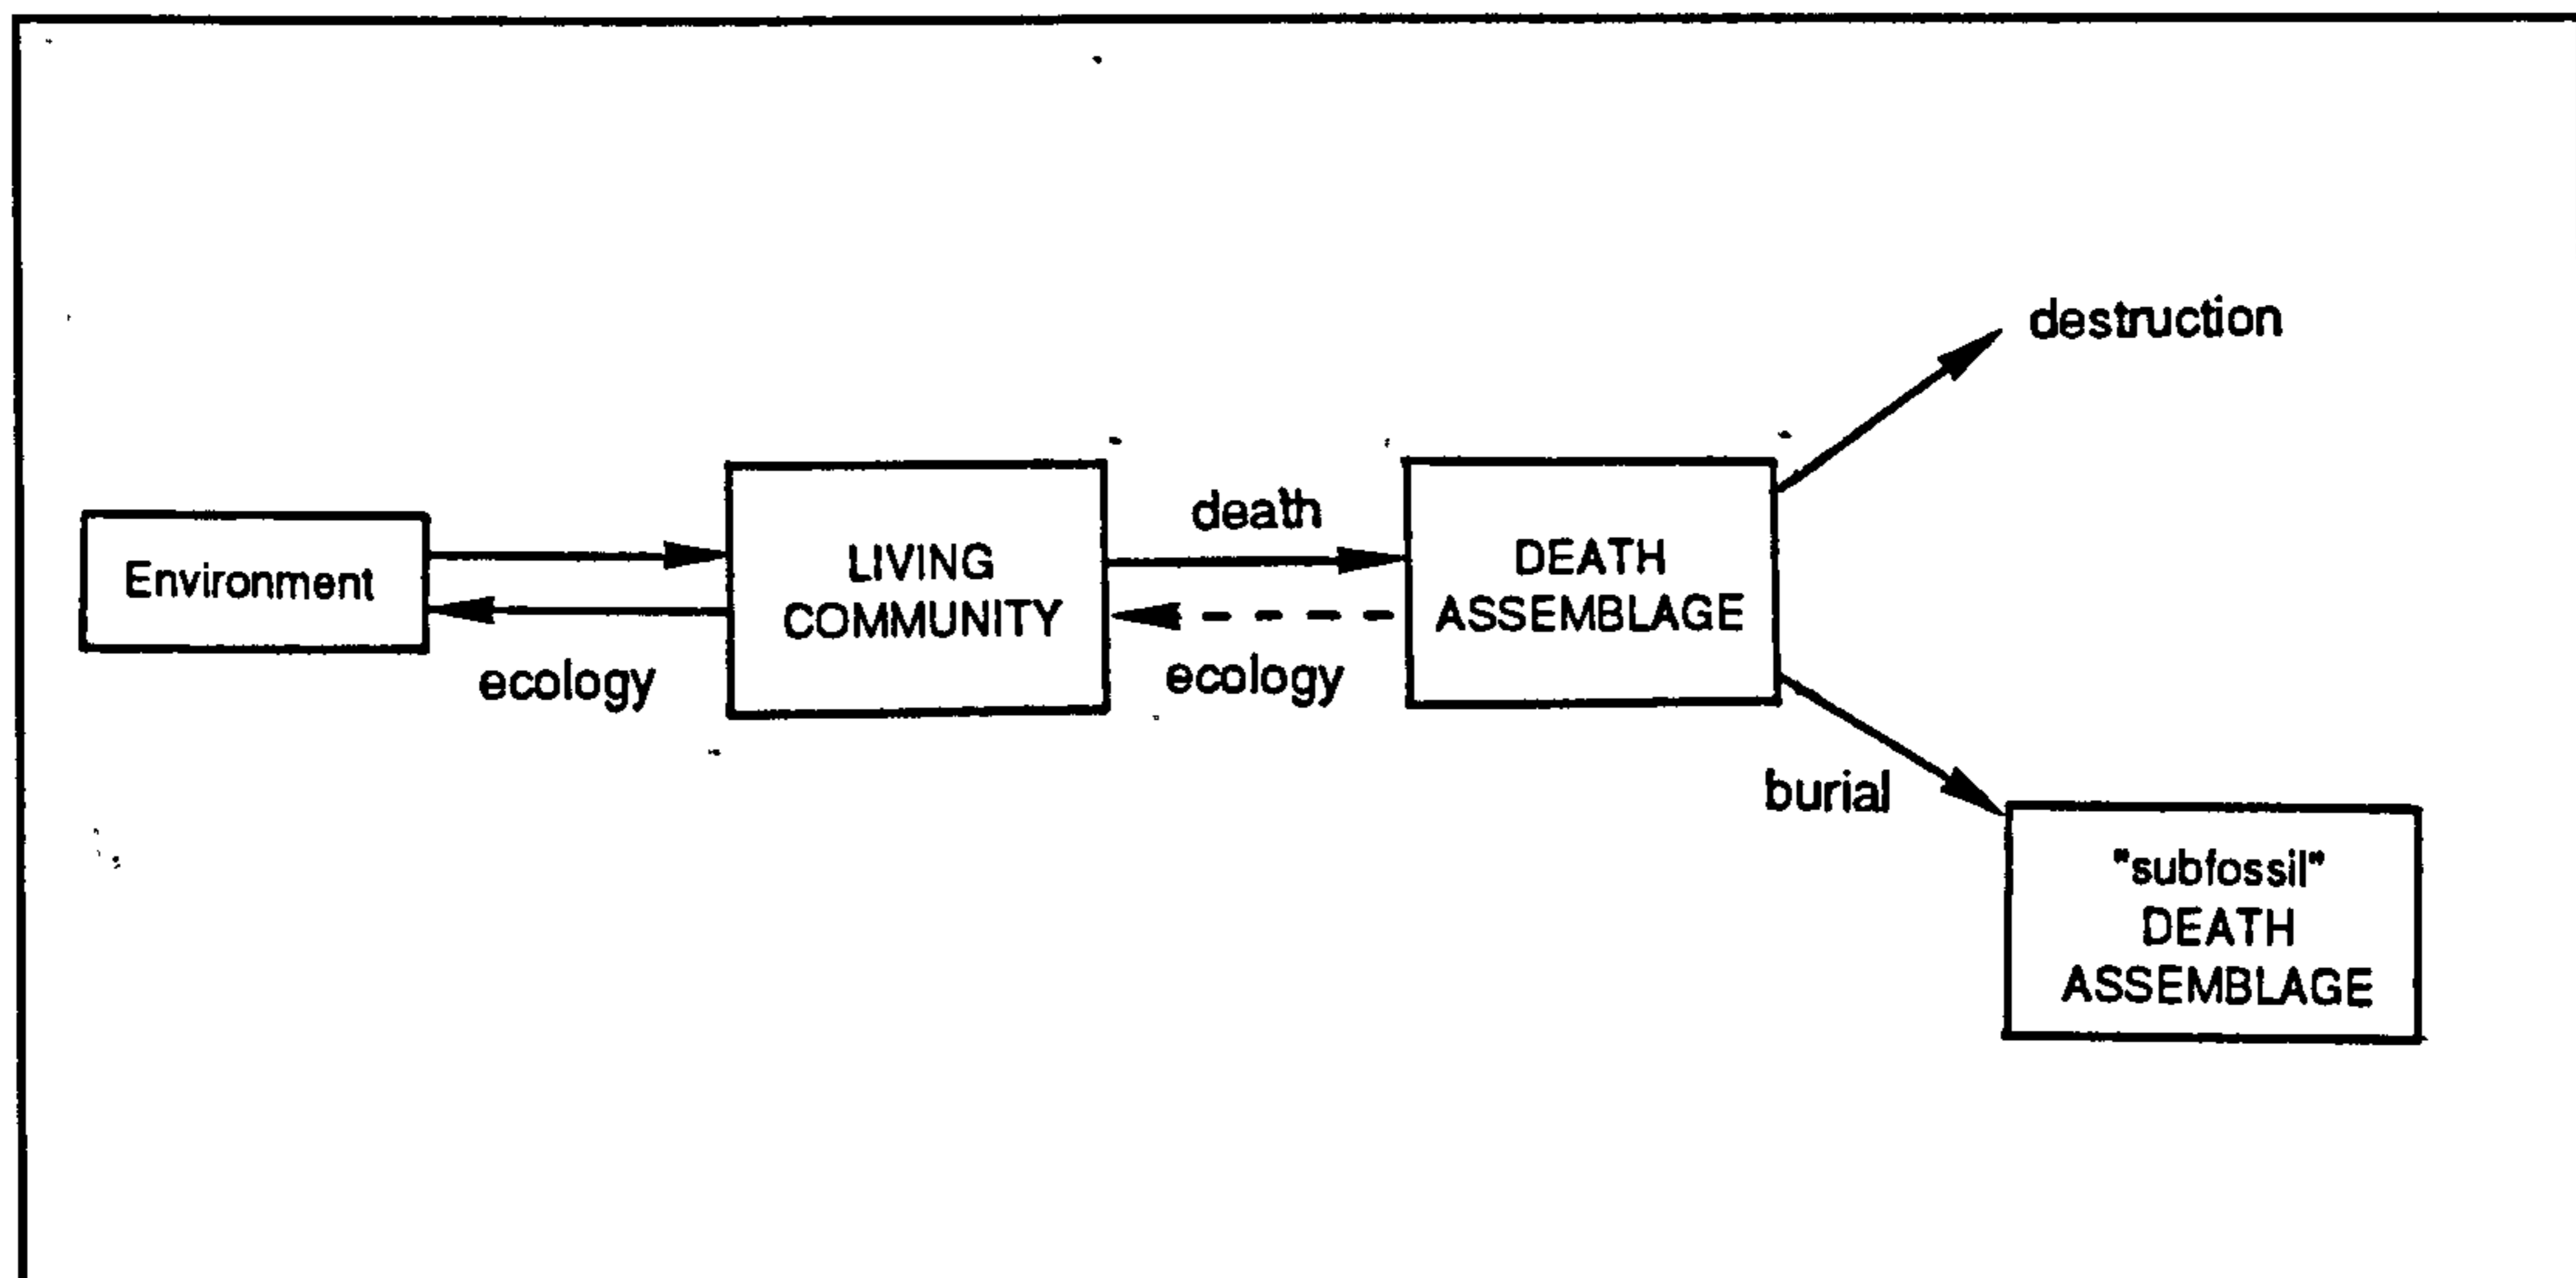 destruction
death
Environment
LIVING
COMMUNITY
DEATH
ASSEMBLAGE
ecology
ecology
burial
"subfossil"
DEATH
ASSEMBLAGE